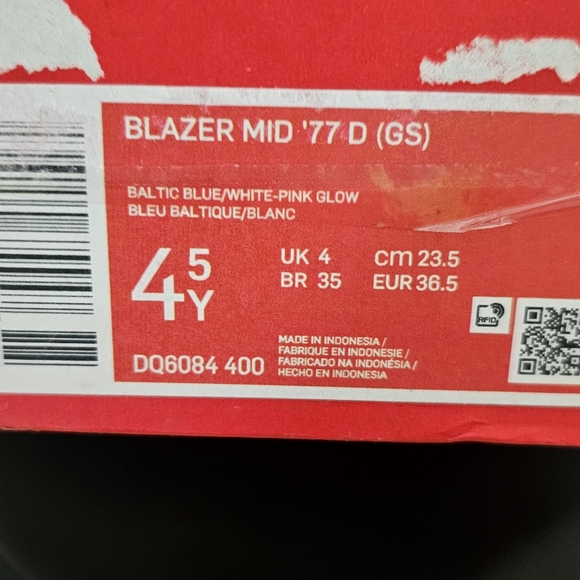 BLAZER MID '77 D (GS)
BALTIC BLUE/WHITE-PINK GLOW
BLEU BALTIQUE/BLANC
4 5Y
UK 4 cm 23.5
BR 35 EUR 36.5
RFID
DQ6084 400
MADE IN INDONESIA /
FABRIQUE EN INDONESIE /
FABRICADO NA INDONÉSIA /
HECHO EN INDONESIA